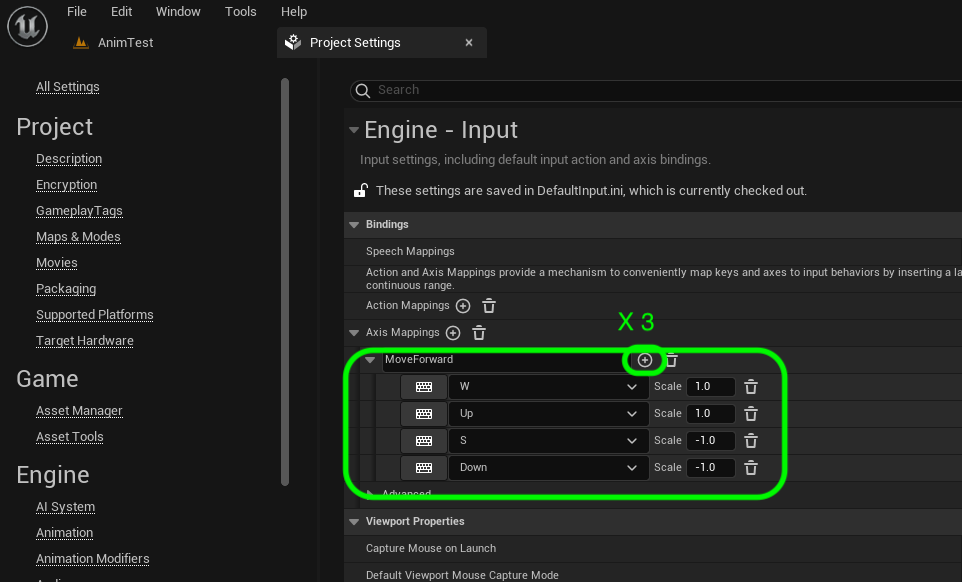 File Edit Window Tools Help
AnimTest
Project Settings
All Settings
Project
Description
Encryption
GameplayTags
Maps & Modes
Movies
Packaging
Supported Platforms
Target Hardware
Game
Asset Manager
Asset Tools
Engine
AI System
Animation
Animation Modifiers
Search
Engine - Input
Input settings, including default input action and axis bindings.
These settings are saved in DefaultInput.ini, which is currently checked out.
Bindings
Speech Mappings
Action and Axis Mappings provide a mechanism to conveniently map keys and axes to input behaviors by inserting a la
continuous range.
Action Mappings
X 3
Axis Mappings
MoveForward
W Scale 1.0
Up Scale 1.0
S Scale -1.0
Down Scale -1.0
Advanced
Viewport Properties
Capture Mouse on Launch
Default Viewport Mouse Capture Mode